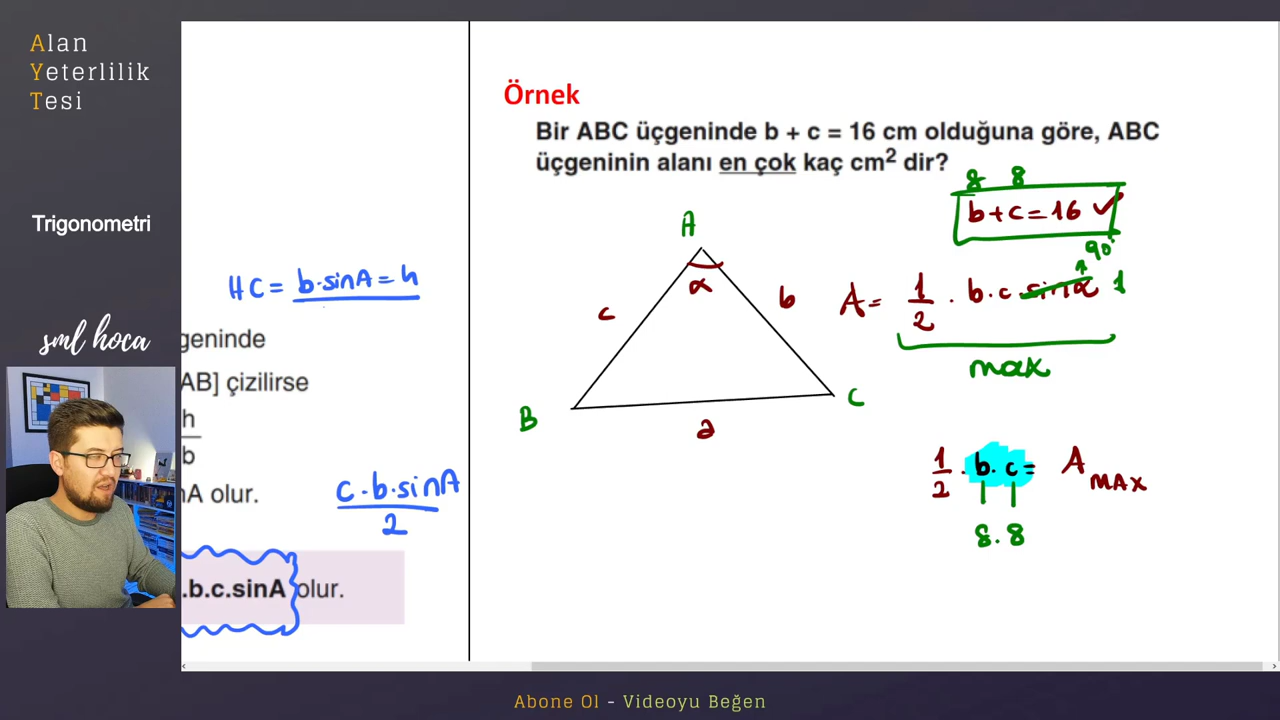 Alan
Yeterlilik
Tesi
Trigonometri
sml hoca
HC = b·sinA = h
geninde
AB] çizilirse
h
b
nA olur.
c·b·sinA
2
.b.c.sinA olur.
Örnek
Bir ABC üçgeninde b + c = 16 cm olduğuna göre, ABC
üçgeninin alanı en çok kaç cm² dir?
8 8
b+c=16 ✓
90°
A
α
c
b
B
C
a
A = 1/2 · b·c sinα 1
max
1/2 · b·c = A MAX
8·8
Abone Ol - Videoyu Beğen